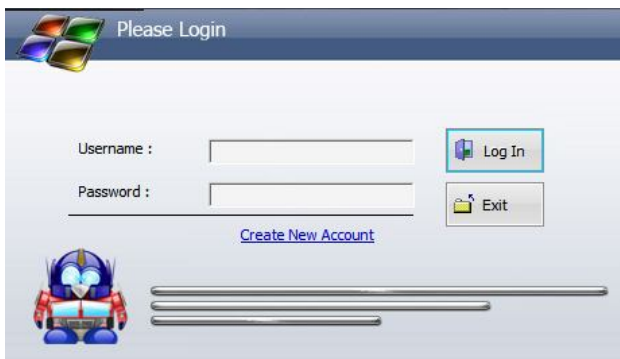 Please Login
Username :
Log In
Password :
Exit
Create New Account